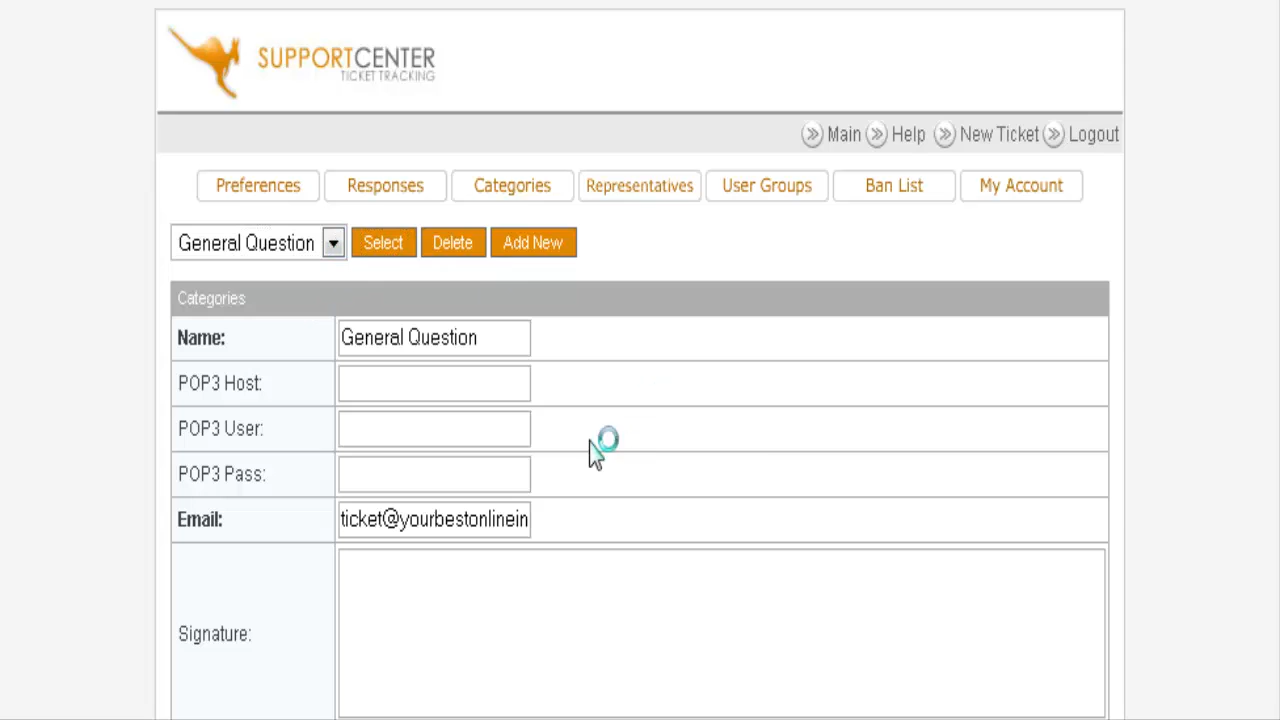 SUPPORTCENTER
TICKET TRACKING
Main Help New Ticket Logout
Preferences Responses Categories Representatives User Groups Ban List My Account
General Question Select Delete Add New
Categories
Name: General Question
POP3 Host:
POP3 User:
POP3 Pass:
Email: ticket@yourbestonlinein
Signature: